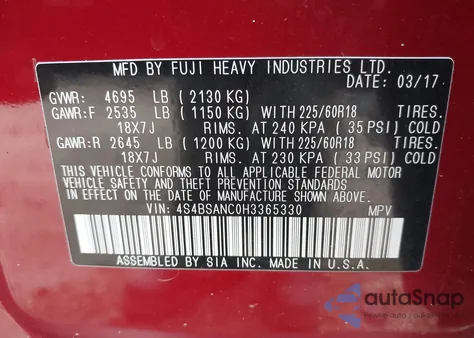 MFD BY FUJI HEAVY INDUSTRIES LTD.
DATE: 03/17
GVWR: 4695 LB (2130 KG)
GAWR:F 2535 LB (1150 KG) WITH 225/60R18 TIRES.
18X7J RIMS. AT 240 KPA (35 PSI) COLD
GAWR:R 2645 LB (1200 KG) WITH 225/60R18 TIRES.
18X7J RIMS. AT 230 KPA (33 PSI) COLD
THIS VEHICLE CONFORMS TO ALL APPLICABLE FEDERAL MOTOR
VEHICLE SAFETY AND THEFT PREVENTION STANDARDS
IN EFFECT ON THE DATE OF MANUFACTURE SHOWN ABOVE.
VIN: 4S4BSANC0H3365330 MPV
ASSEMBLED BY SIA INC. MADE IN U.S.A.
autoSnap